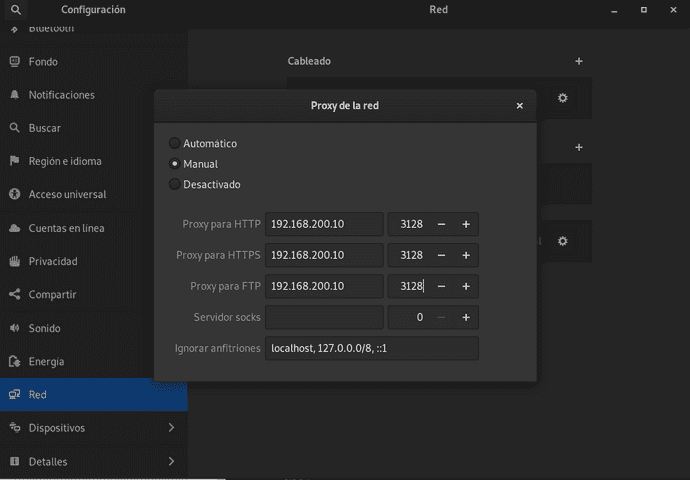 Configuración
Red
Bluetooth
Fondo
Notificaciones
Buscar
Región e idioma
Acceso universal
Cuentas en línea
Privacidad
Compartir
Sonido
Energía
Red
Dispositivos
Detalles
Cableado
Proxy de la red
Automático
Manual
Desactivado
Proxy para HTTP 192.168.200.10 3128
Proxy para HTTPS 192.168.200.10 3128
Proxy para FTP 192.168.200.10 3128
Servidor socks 0
Ignorar anfitriones localhost, 127.0.0.0/8, ::1